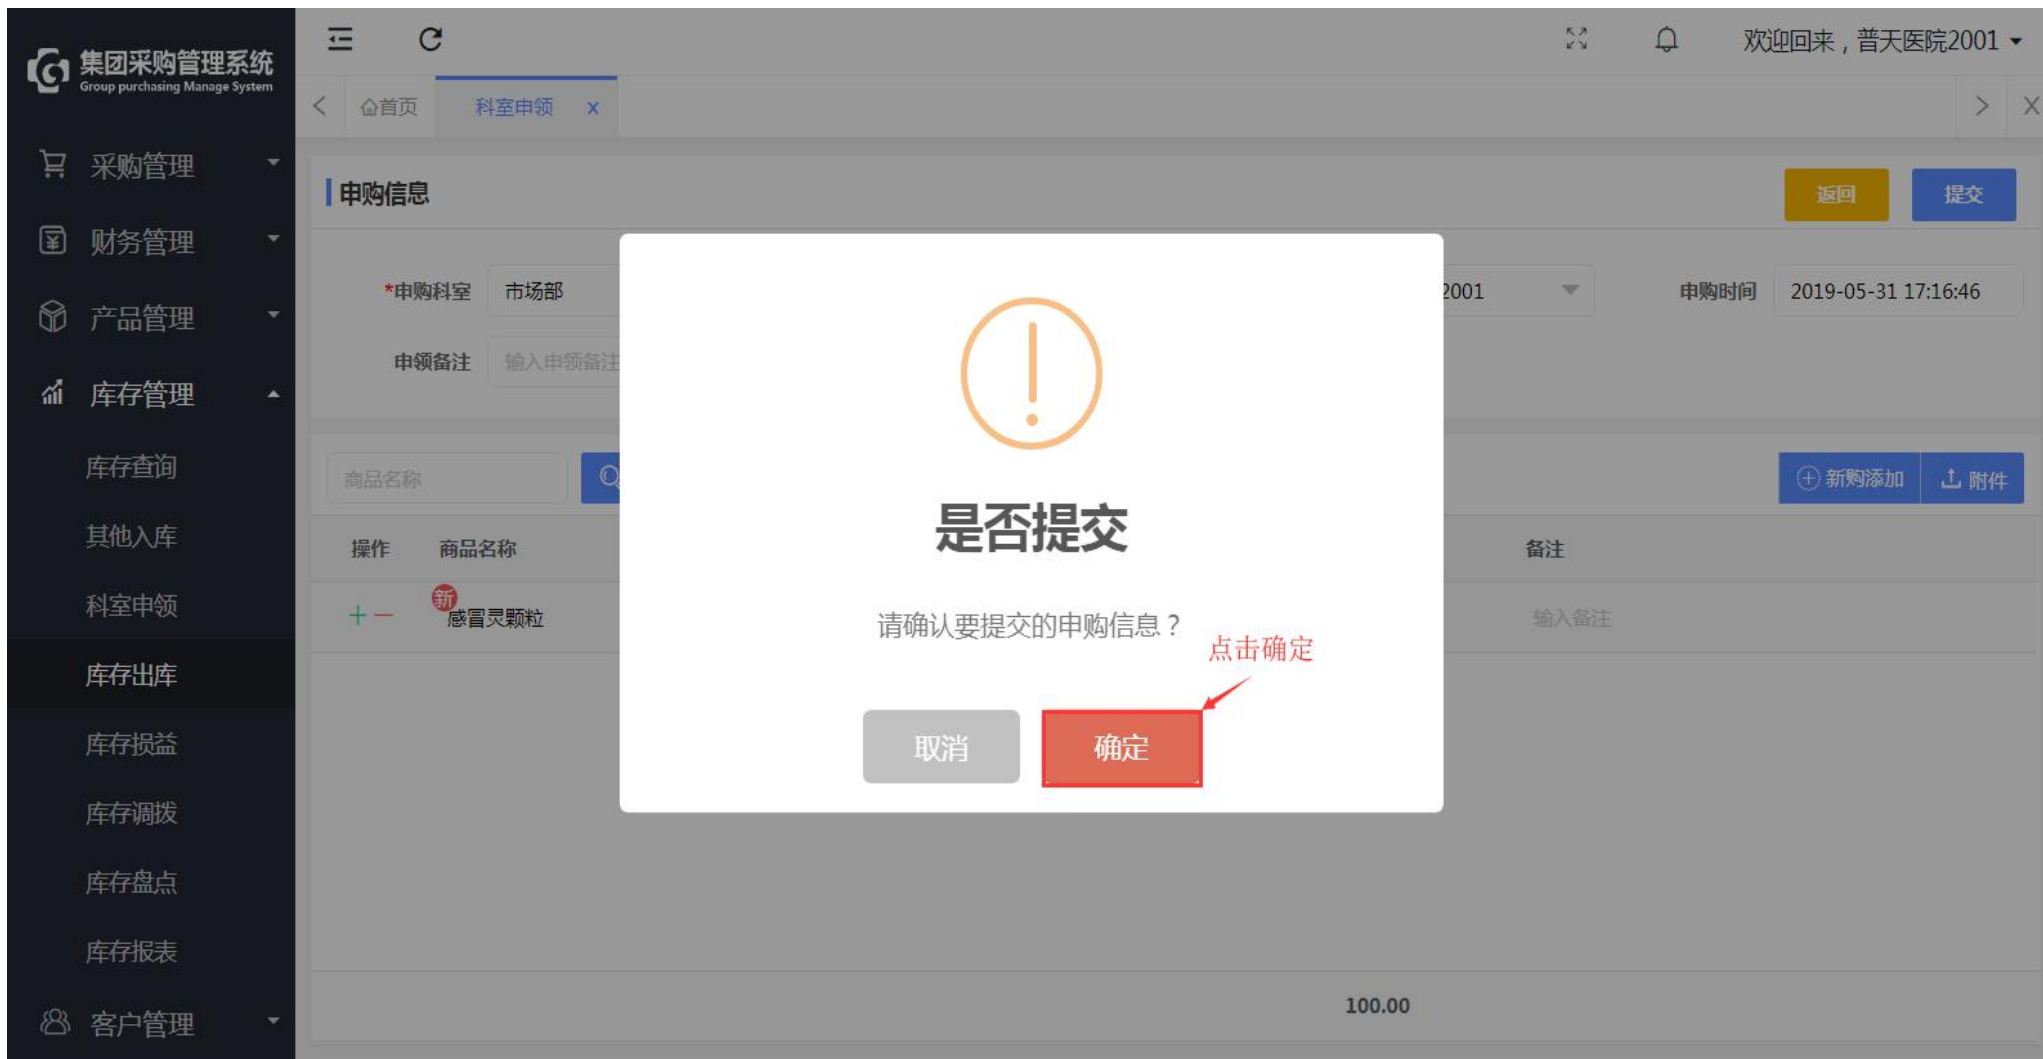 集团采购管理系统
Group purchasing Manage System
欢迎回来，普天医院2001
首页
科室申领 x
采购管理
财务管理
产品管理
库存管理
库存查询
其他入库
科室申领
库存出库
库存损益
库存调拨
库存盘点
库存报表
客户管理
申购信息
返回
提交
*申购科室 市场部
2001
申购时间 2019-05-31 17:16:46
申领备注 输入申领备注
商品名称
新购添加
附件
操作 商品名称 备注
新
感冒灵颗粒
输入备注
100.00
是否提交
请确认要提交的申购信息？
点击确定
取消
确定